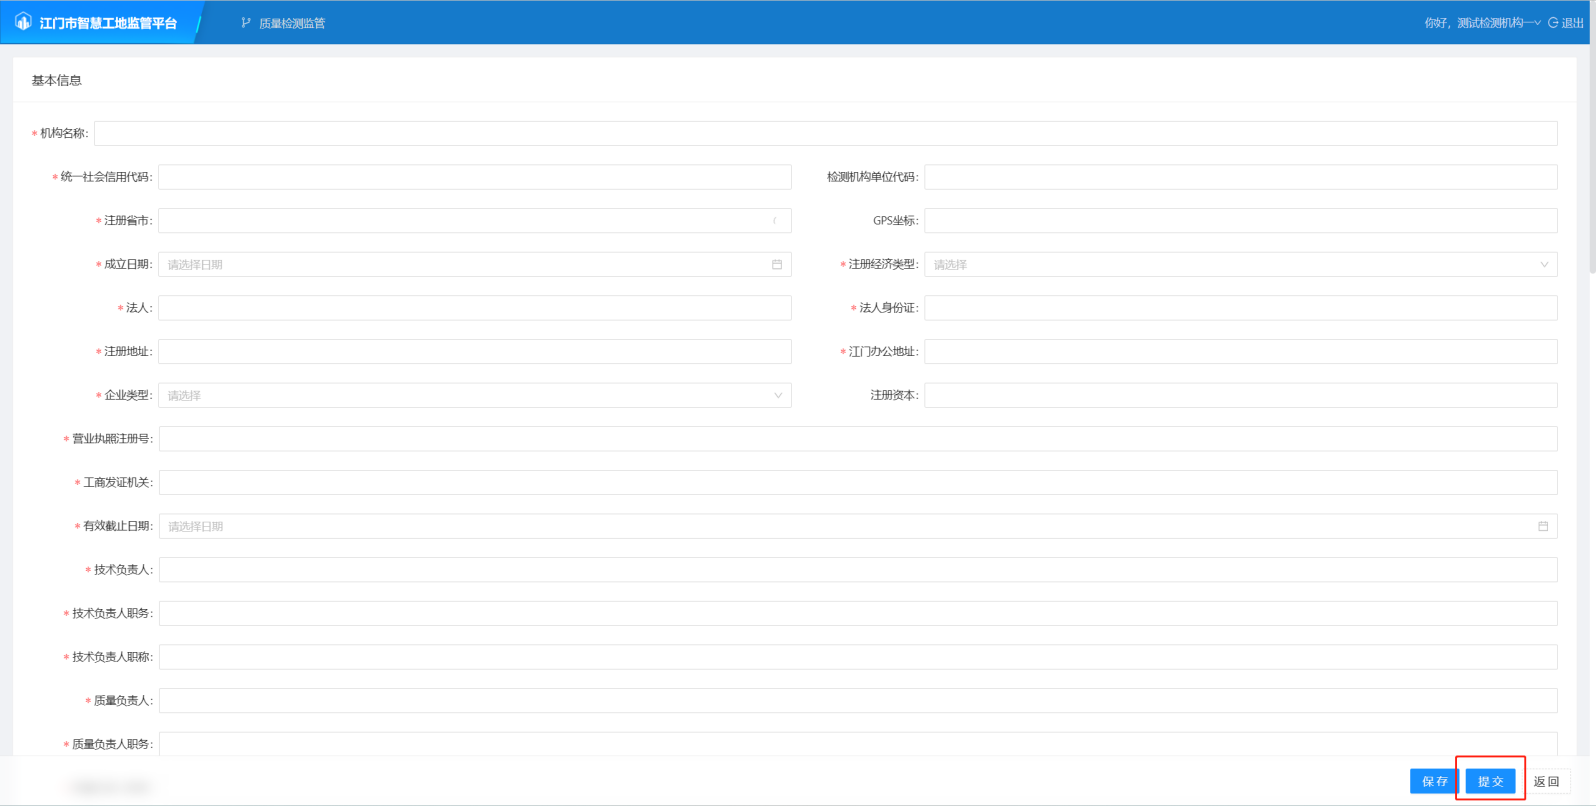 江门市智慧工地监管平台 质量检测监管 你好，测试检测机构一 退出
基本信息
* 机构名称:
* 统一社会信用代码: 检测机构单位代码:
* 注册省市: GPS坐标:
* 成立日期: 请选择日期 * 注册经济类型: 请选择
* 法人: * 法人身份证:
* 注册地址: * 江门办公地址:
* 企业类型: 请选择 注册资本:
* 营业执照注册号:
* 工商发证机关:
* 有效截止日期: 请选择日期
* 技术负责人:
* 技术负责人职务:
* 技术负责人职称:
* 质量负责人:
* 质量负责人职务:
保存 提交 返回